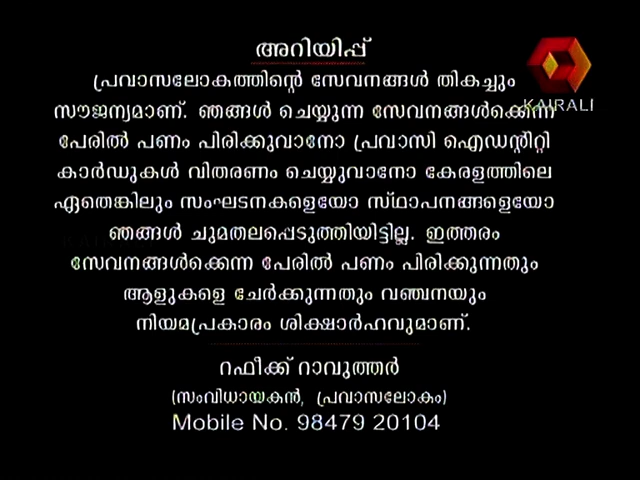 അറിയിപ്പ്
KAIRALI
പ്രവാസലോകത്തിന്റെ സേവനങ്ങൾ തികച്ചും
സൗജന്യമാണ്. ഞങ്ങൾ ചെയ്യുന്ന സേവനങ്ങൾക്കെന്ന
പേരിൽ പണം പിരിക്കുവാനോ പ്രവാസി ഐഡന്റിറ്റി
കാർഡുകൾ വിതരണം ചെയ്യുവാനോ കേരളത്തിലെ
ഏതെങ്കിലും സംഘടനകളെയോ സ്ഥാപനങ്ങളെയോ
ഞങ്ങൾ ചുമതലപ്പെടുത്തിയിട്ടില്ല. ഇത്തരം
സേവനങ്ങൾക്കെന്ന പേരിൽ പണം പിരിക്കുന്നതും
ആളുകളെ ചേർക്കുന്നതും വഞ്ചനയും
നിയമപ്രകാരം ശിക്ഷാർഹവുമാണ്.
റഫീക്ക് റാവുത്തർ
(സംവിധായകൻ, പ്രവാസലോകം)
Mobile No. 98479 20104